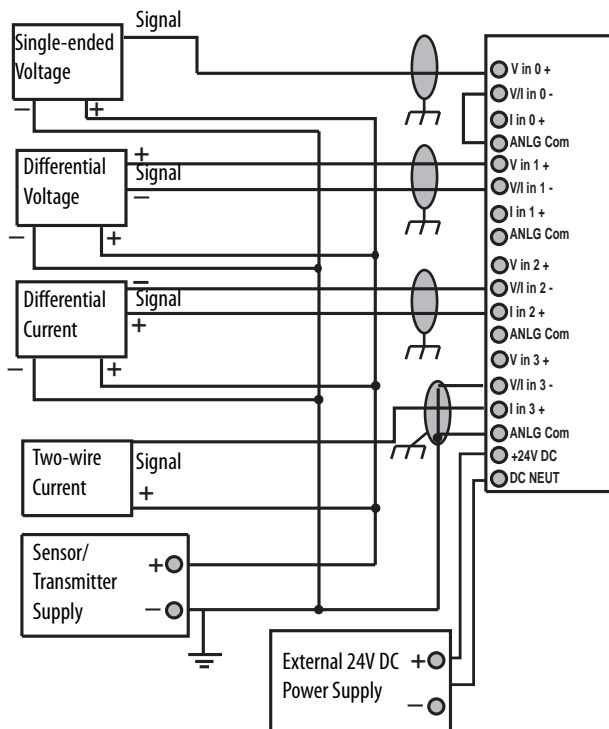 Single-ended
Voltage
Signal
− +
Differential
Voltage
+
Signal
−
− +
Differential
Current
−
Signal
+
− +
Two-wire
Current
Signal
+
Sensor/
Transmitter
Supply
+
−
External 24V DC
Power Supply
+
−
V in 0 +
V/I in 0 -
I in 0 +
ANLG Com
V in 1 +
V/I in 1 -
I in 1 +
ANLG Com
V in 2 +
V/I in 2 -
I in 2 +
ANLG Com
V in 3 +
V/I in 3 -
I in 3 +
ANLG Com
+24V DC
DC NEUT